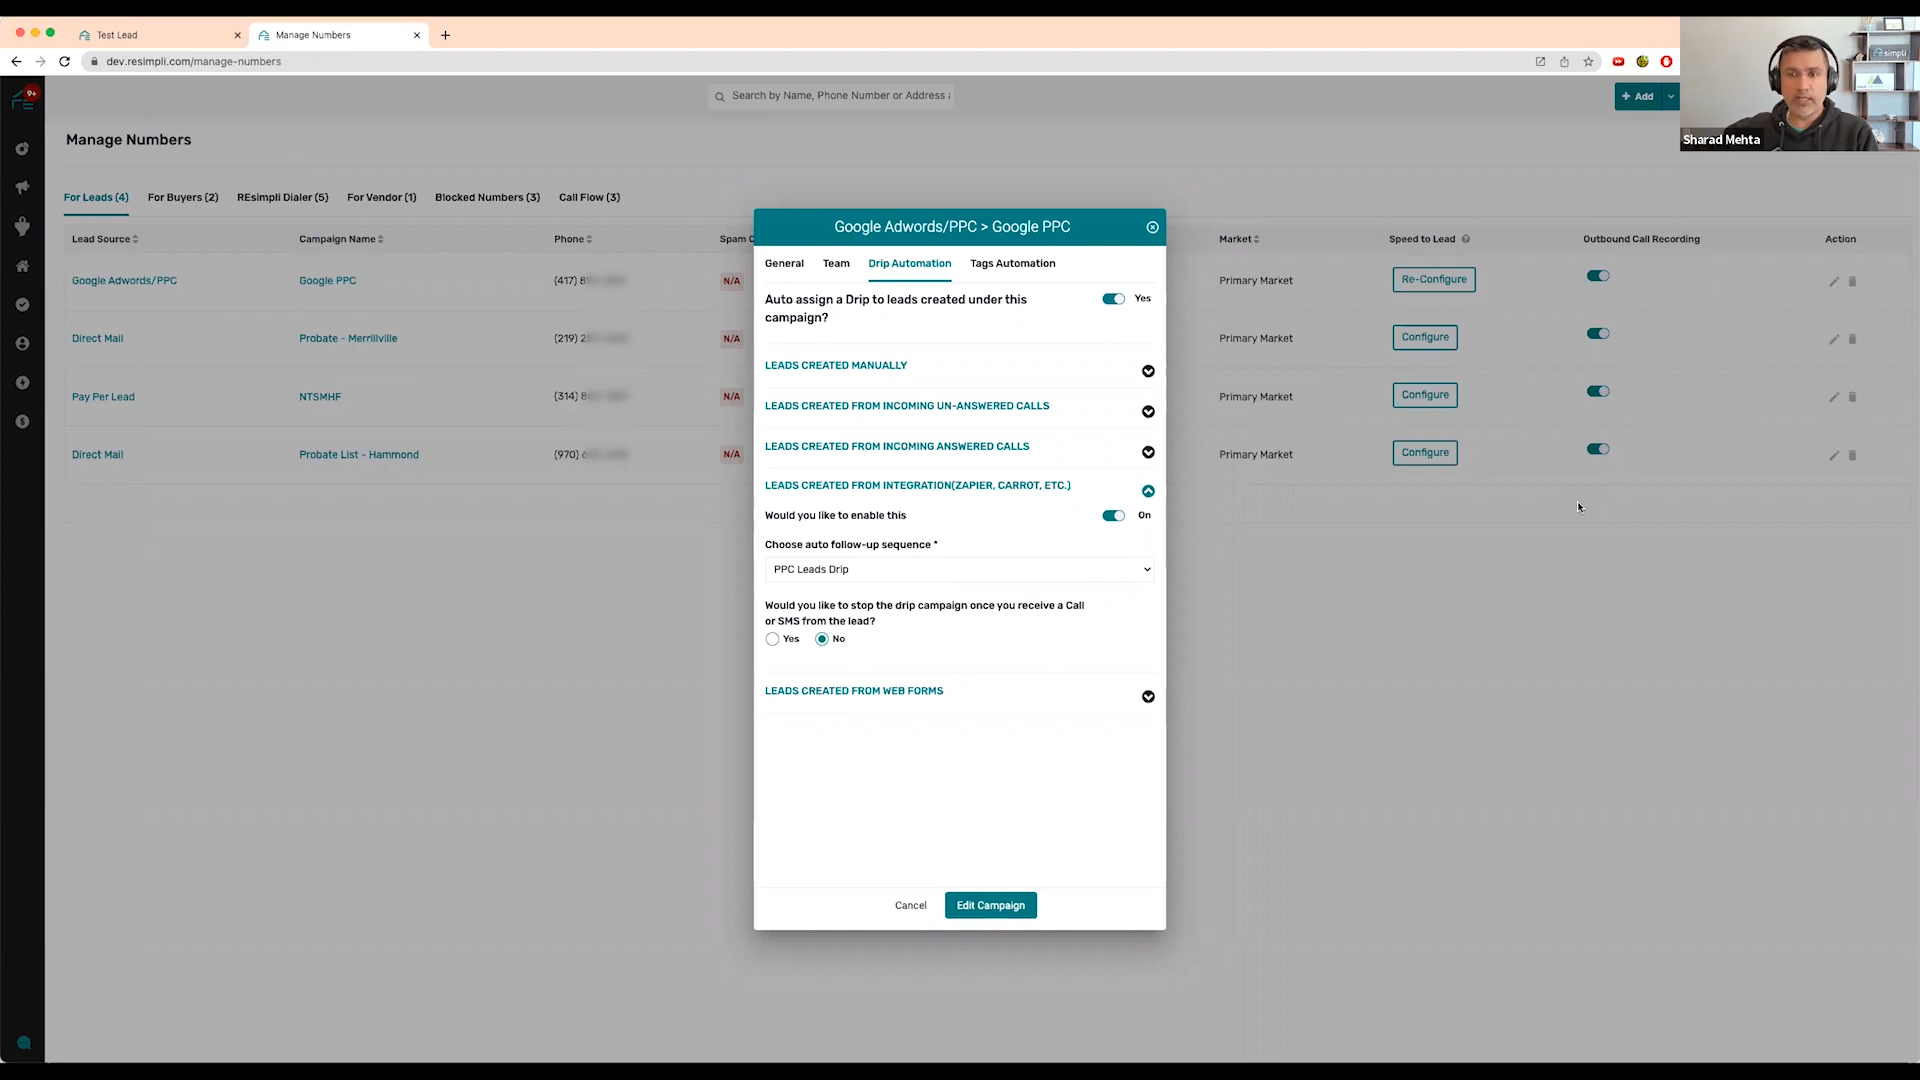 Test Lead
Manage Numbers
dev.resimpli.com/manage-numbers
simpli
Sharad Mehta
9+
Search by Name, Phone Number or Address
+ Add
Manage Numbers
For Leads (4) For Buyers (2) REsimpli Dialer (5) For Vendor (1) Blocked Numbers (3) Call Flow (3)
Lead Source Campaign Name Phone Spam Market Speed to Lead Outbound Call Recording Action
Google Adwords/PPC Google PPC (417) 8 N/A Primary Market Re-Configure
Direct Mail Probate - Merrillville (219) 2 N/A Primary Market Configure
Pay Per Lead NTSMHF (314) 8 N/A Primary Market Configure
Direct Mail Probate List - Hammond (970) 6 N/A Primary Market Configure
Google Adwords/PPC > Google PPC
General Team Drip Automation Tags Automation
Auto assign a Drip to leads created under this
campaign?
Yes
LEADS CREATED MANUALLY
LEADS CREATED FROM INCOMING UN-ANSWERED CALLS
LEADS CREATED FROM INCOMING ANSWERED CALLS
LEADS CREATED FROM INTEGRATION(ZAPIER, CARROT, ETC.)
Would you like to enable this On
Choose auto follow-up sequence *
PPC Leads Drip
Would you like to stop the drip campaign once you receive a Call
or SMS from the lead?
Yes No
LEADS CREATED FROM WEB FORMS
Cancel Edit Campaign